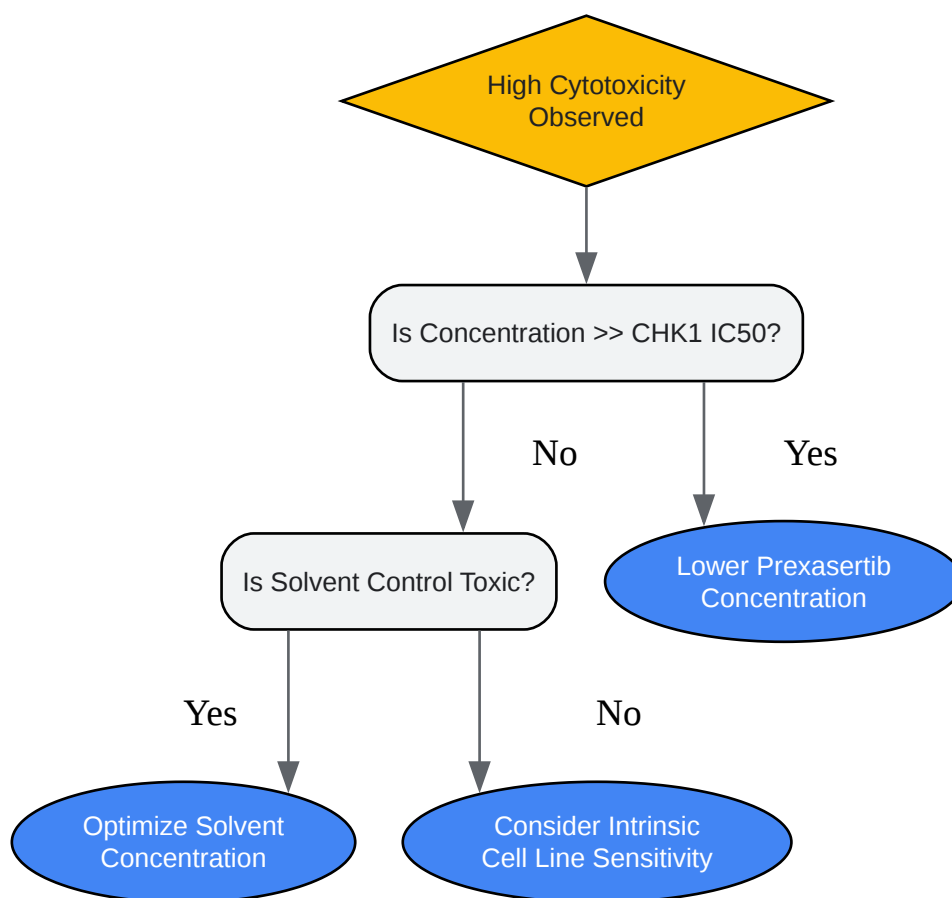 High Cytotoxicity
Observed
Is Concentration >> CHK1 IC50?
No
Yes
Lower Prexasertib
Concentration
Is Solvent Control Toxic?
Yes
No
Optimize Solvent
Concentration
Consider Intrinsic
Cell Line Sensitivity